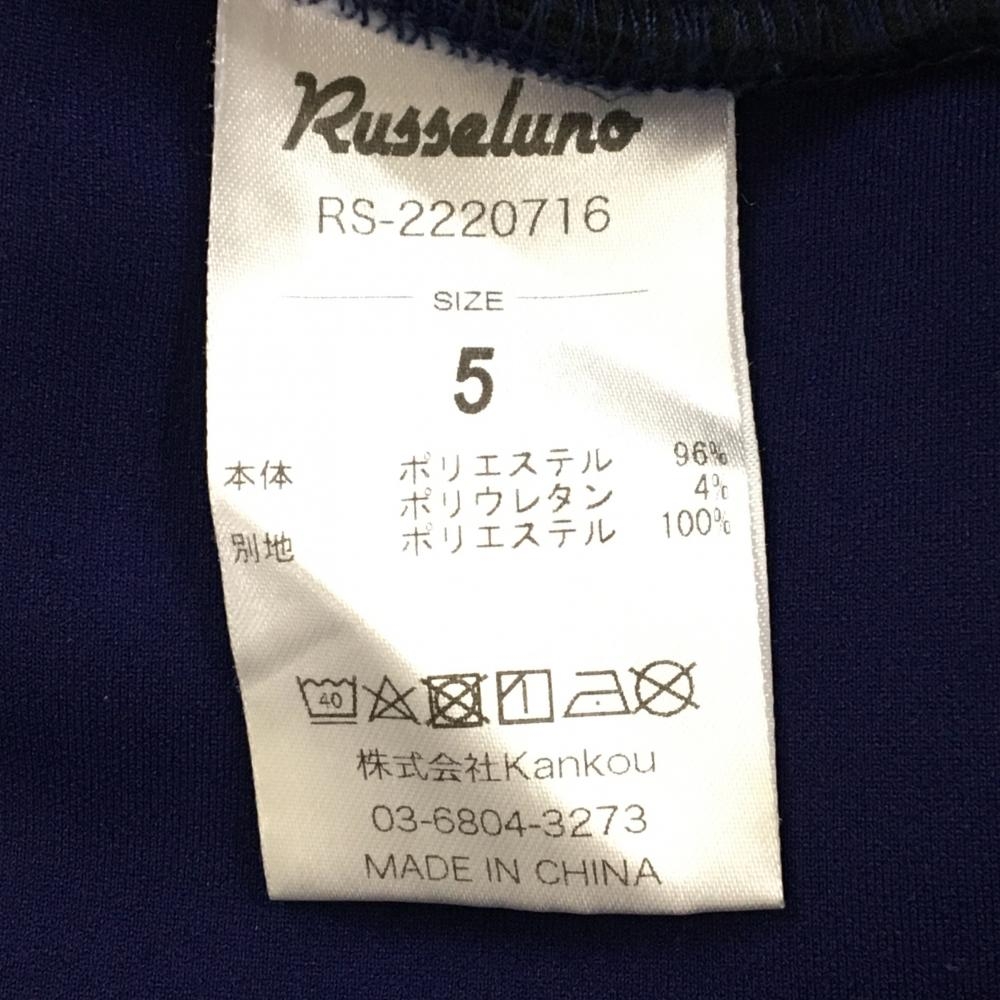 Russeluno
RS-2220716
SIZE
5
本体 ポリエステル 96%
ポリウレタン 4%
別地 ポリエステル 100%
40
株式会社Kankou
03-6804-3273
MADE IN CHINA